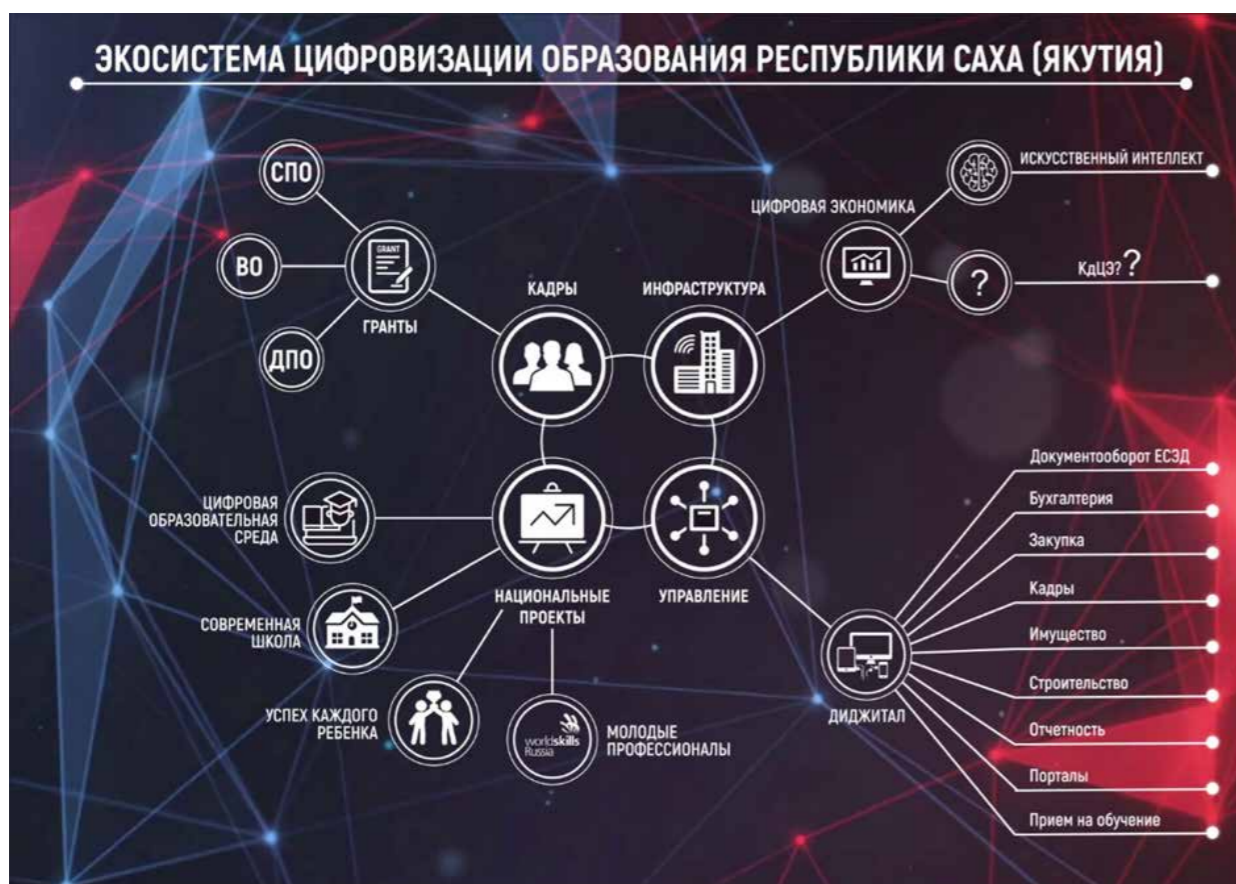 ЭКОСИСТЕМА ЦИФРОВИЗАЦИИ ОБРАЗОВАНИЯ РЕСПУБЛИКИ САХА (ЯКУТИЯ)
СПО
ВО
ДПО
GRANT
ГРАНТЫ
КАДРЫ
ИНФРАСТРУКТУРА
ЦИФРОВАЯ ЭКОНОМИКА
ИСКУССТВЕННЫЙ ИНТЕЛЛЕКТ
?
КдЦЭ??
ЦИФРОВАЯ
ОБРАЗОВАТЕЛЬНАЯ
СРЕДА
СОВРЕМЕННАЯ
ШКОЛА
УСПЕХ КАЖДОГО
РЕБЕНКА
НАЦИОНАЛЬНЫЕ
ПРОЕКТЫ
worldskills
Russia
МОЛОДЫЕ
ПРОФЕССИОНАЛЫ
УПРАВЛЕНИЕ
ДИДЖИТАЛ
Документооборот ЕСЭД
Бухгалтерия
Закупка
Кадры
Имущество
Строительство
Отчетность
Порталы
Прием на обучение